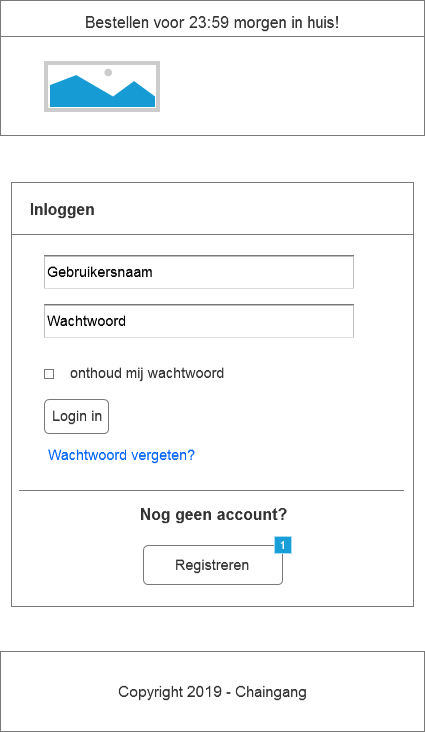 Bestellen voor 23:59 morgen in huis!
Inloggen
Gebruikersnaam
Wachtwoord
onthoud mij wachtwoord
Login in
Wachtwoord vergeten?
Nog geen account?
1
Registreren
Copyright 2019 - Chaingang